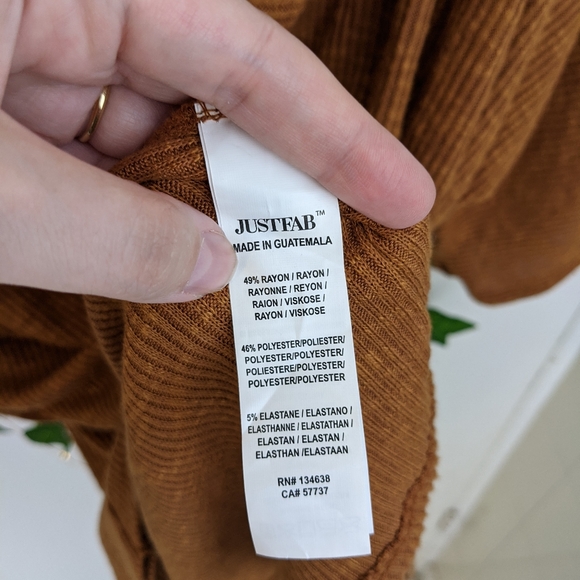 JUSTFAB™
MADE IN GUATEMALA
49% RAYON / RAYON /
RAYONNE / REYON /
RAION / VISKOSE /
RAYON / VISKOSE
46% POLYESTER/POLIESTER/
POLYESTER/POLYESTER/
POLIESTERE/POLYESTER/
POLYESTER/POLYESTER
5% ELASTANE / ELASTANO /
ELASTHANNE / ELASTATHAN /
ELASTAN / ELASTAN /
ELASTHAN /ELASTAAN
RN# 134638
CA# 57737